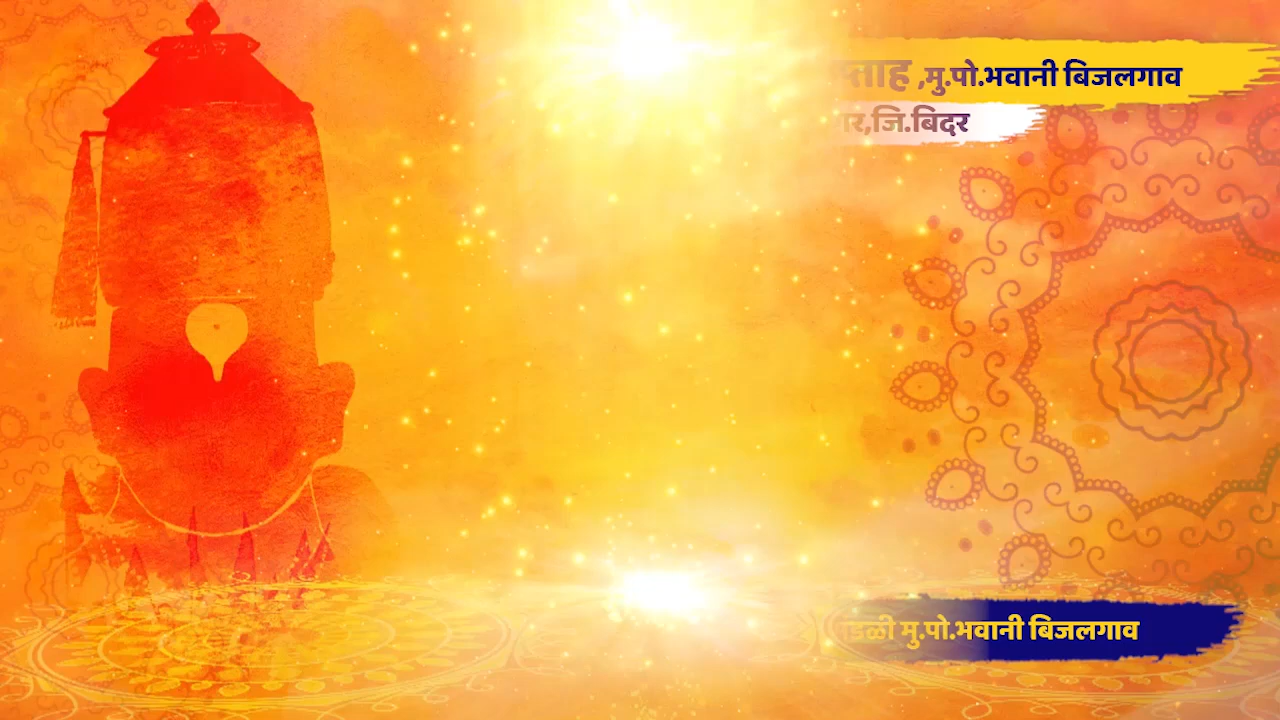 ,मु.पो.भवानी बिजलगाव
,जि.बिदर
मु.पो.भवानी बिजलगाव